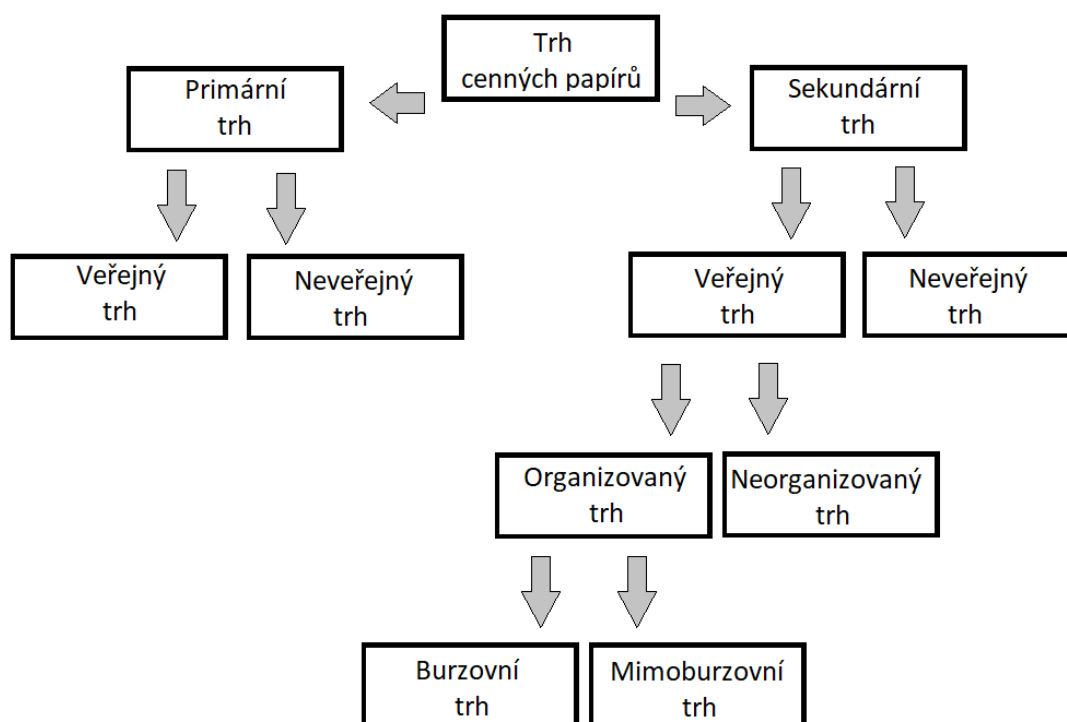 Trh
cenných papírů
Primární
trh
Sekundární
trh
Veřejný
trh
Neveřejný
trh
Veřejný
trh
Neveřejný
trh
Organizovaný
trh
Neorganizovaný
trh
Burzovní
trh
Mimoburzovní
trh